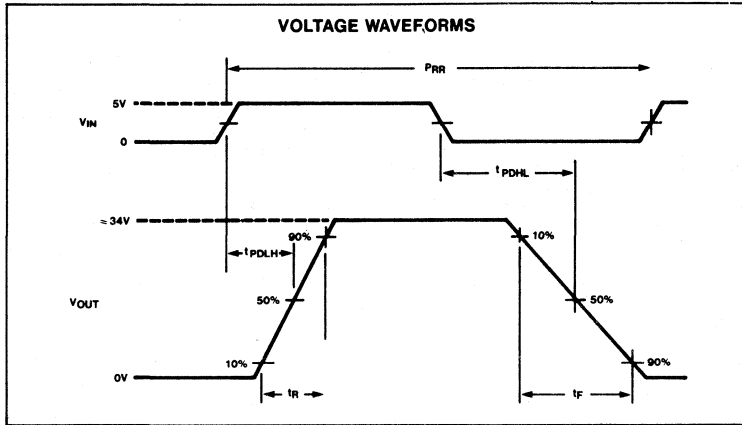 VOLTAGE WAVEFORMS
PRR
5V
VIN
0
tPDHL
≈ 34V
90%
10%
tPDLH
50%
50%
VOUT
10%
90%
0V
tR
tF